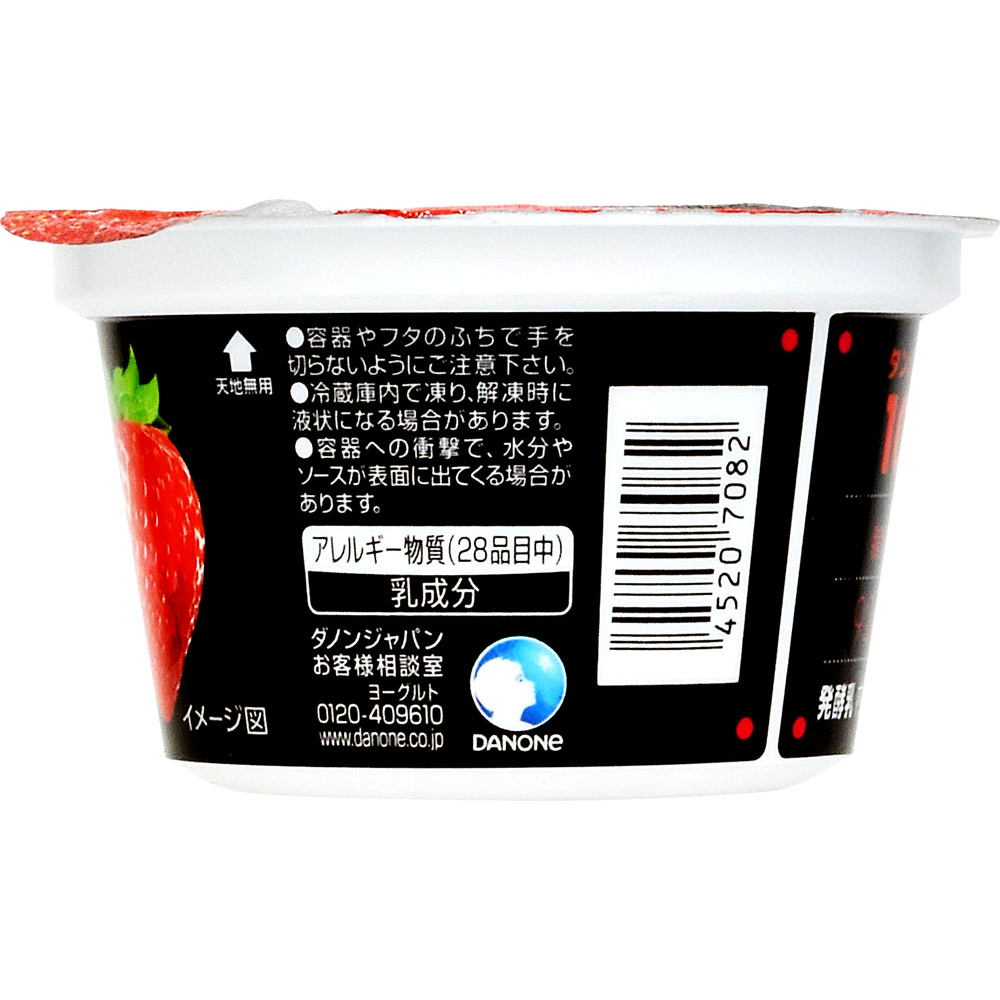 天地無用
●容器やフタのふちで手を
切らないようにご注意下さい。
●冷蔵庫内で凍り、解凍時に
液状になる場合があります。
●容器への衝撃で、水分や
ソースが表面に出てくる場合が
あります。
アレルギー物質(28品目中)
乳成分
ダノンジャパン
お客様相談室
ヨーグルト
0120-409610
www.danone.co.jp
DANONE
イメージ図
4520 7082
発酵乳